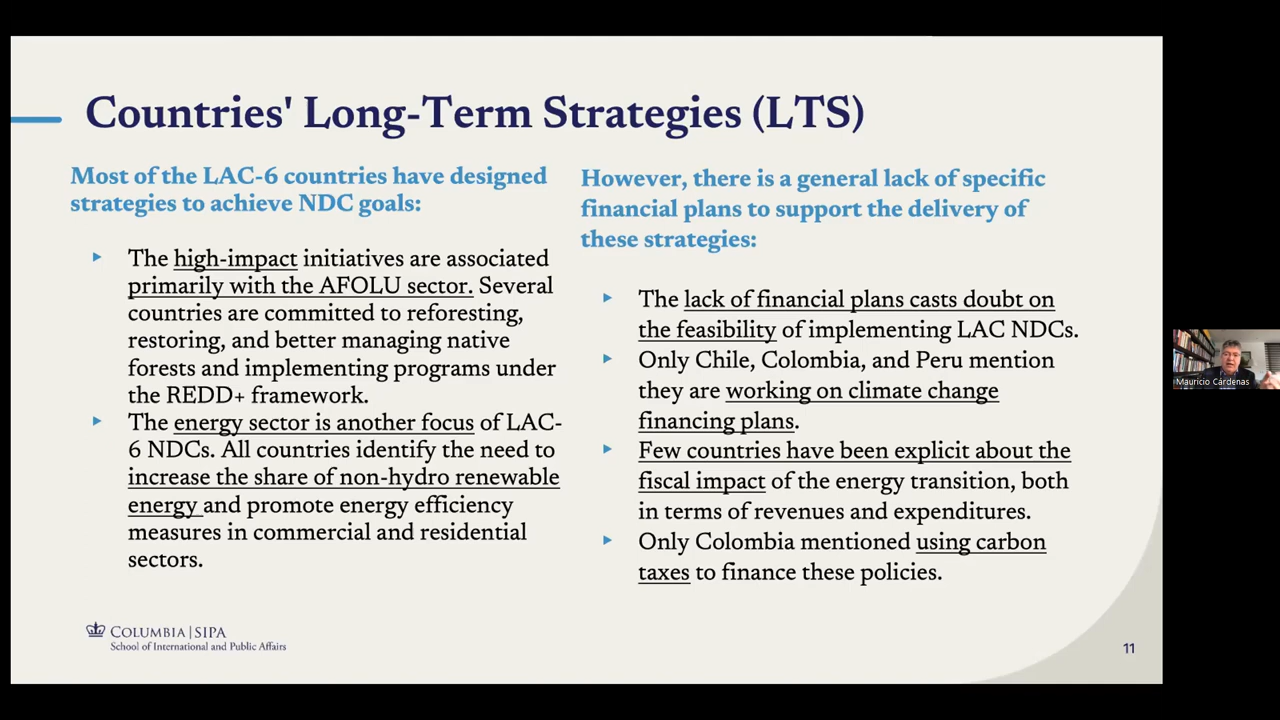 Countries' Long-Term Strategies (LTS)
Most of the LAC-6 countries have designed
strategies to achieve NDC goals:
The high-impact initiatives are associated
primarily with the AFOLU sector. Several
countries are committed to reforesting,
restoring, and better managing native
forests and implementing programs under
the REDD+ framework.
The energy sector is another focus of LAC-
6 NDCs. All countries identify the need to
increase the share of non-hydro renewable
energy and promote energy efficiency
measures in commercial and residential
sectors.
However, there is a general lack of specific
financial plans to support the delivery of
these strategies:
The lack of financial plans casts doubt on
the feasibility of implementing LAC NDCs.
Only Chile, Colombia, and Peru mention
they are working on climate change
financing plans.
Few countries have been explicit about the
fiscal impact of the energy transition, both
in terms of revenues and expenditures.
Only Colombia mentioned using carbon
taxes to finance these policies.
COLUMBIA | SIPA
School of International and Public Affairs
11
Mauricio Cárdenas